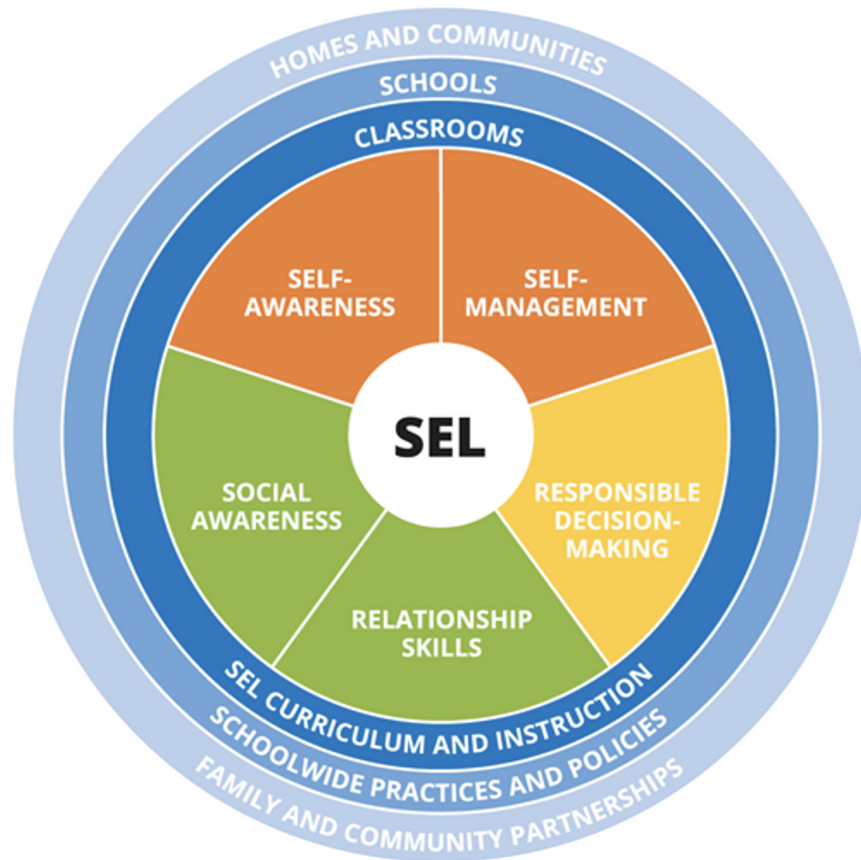 HOMES AND COMMUNITIES
SCHOOLS
CLASSROOMS
SELF-
AWARENESS
SELF-
MANAGEMENT
SEL
SOCIAL
AWARENESS
RESPONSIBLE
DECISION-
MAKING
RELATIONSHIP
SKILLS
SEL CURRICULUM AND INSTRUCTION
SCHOOLWIDE PRACTICES AND POLICIES
FAMILY AND COMMUNITY PARTNERSHIPS